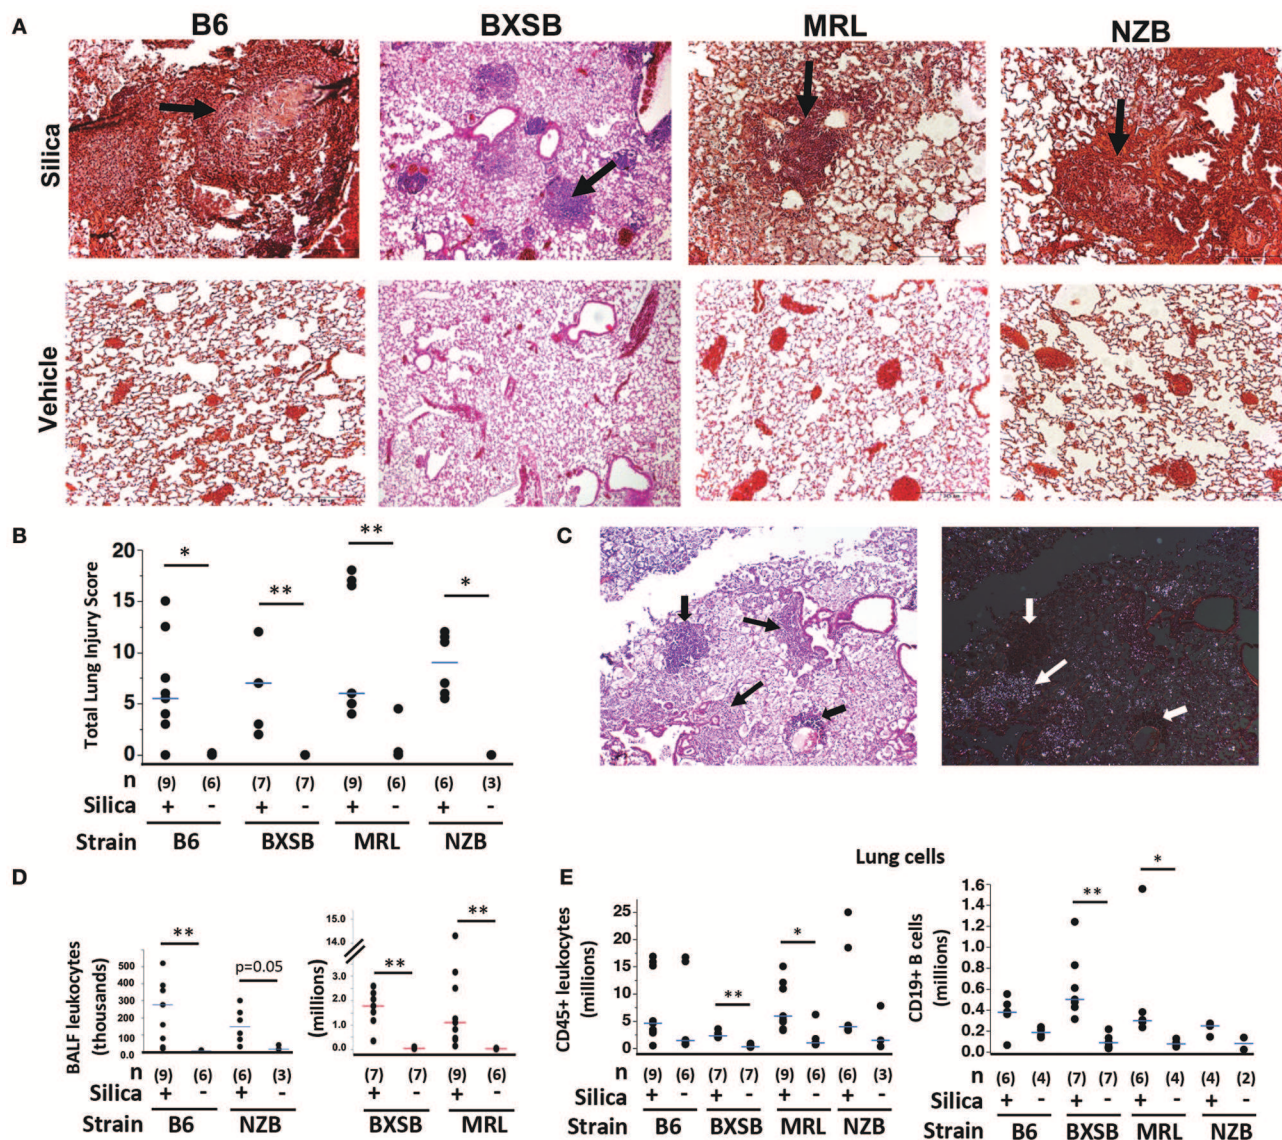 A
B6 BXSB MRL NZB
Silica
Vehicle
B
Total Lung Injury Score
20
15
10
5
0
* ** ** *
n (9) (6) (7) (7) (9) (6) (6) (3)
Silica + - + - + - + -
Strain B6 BXSB MRL NZB
C
D
BALF leukocytes
(thousands)
500
400
300
200
100
0.0
** p=0.05
n (9) (6) (6) (3)
Silica + - + -
Strain B6 NZB
(millions)
15.0
14.0
3.0
2.0
1.0
0.0
** **
(7) (7) (9) (6)
+ - + -
BXSB MRL
E
Lung cells
CD45+ leukocytes
(millions)
25
20
15
10
5
0
** *
n (9) (6) (7) (7) (9) (6) (6) (3)
Silica + - + - + - + -
Strain B6 BXSB MRL NZB
CD19+ B cells
(millions)
1.6
1.4
1.2
1.0
0.8
0.6
0.4
0.2
0.0
** *
n (6) (4) (7) (7) (6) (4) (4) (2)
Silica + - + - + - + -
Strain B6 BXSB MRL NZB